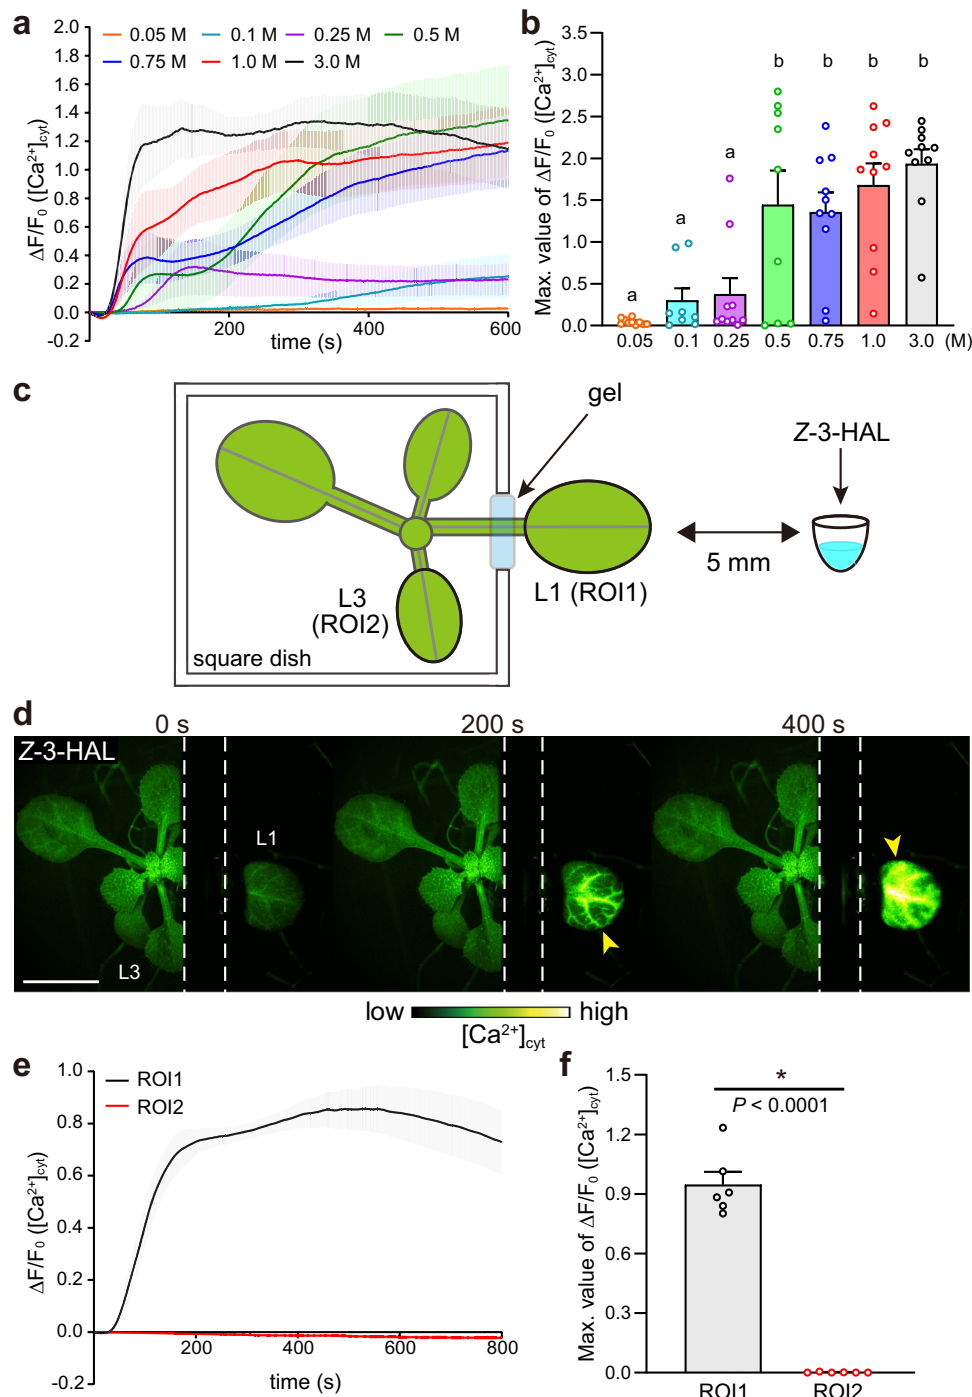 a
2.0
1.8
1.6
1.4
1.2
1.0
0.8
0.6
0.4
0.2
0.0
-0.2
ΔF/F0 ([Ca2+]cyt)
0.05 M 0.1 M 0.25 M 0.5 M
0.75 M 1.0 M 3.0 M
200 400 600
time (s)
b
3.5
3.0
2.5
2.0
1.5
1.0
0.5
0.0
Max. value of ΔF/F0 ([Ca2+]cyt)
a a a b b b b
0.05 0.1 0.25 0.5 0.75 1.0 3.0 (M)
c
gel
Z-3-HAL
5 mm
L1 (ROI1)
L3
(ROI2)
square dish
d
0 s 200 s 400 s
Z-3-HAL
L1
L3
low high
[Ca2+]cyt
e
1.0
0.8
0.6
0.4
0.2
0.0
-0.2
ΔF/F0 ([Ca2+]cyt)
ROI1
ROI2
200 400 600 800
time (s)
f
1.5
1.2
0.9
0.6
0.3
0.0
Max. value of ΔF/F0 ([Ca2+]cyt)
*
P < 0.0001
ROI1 ROI2